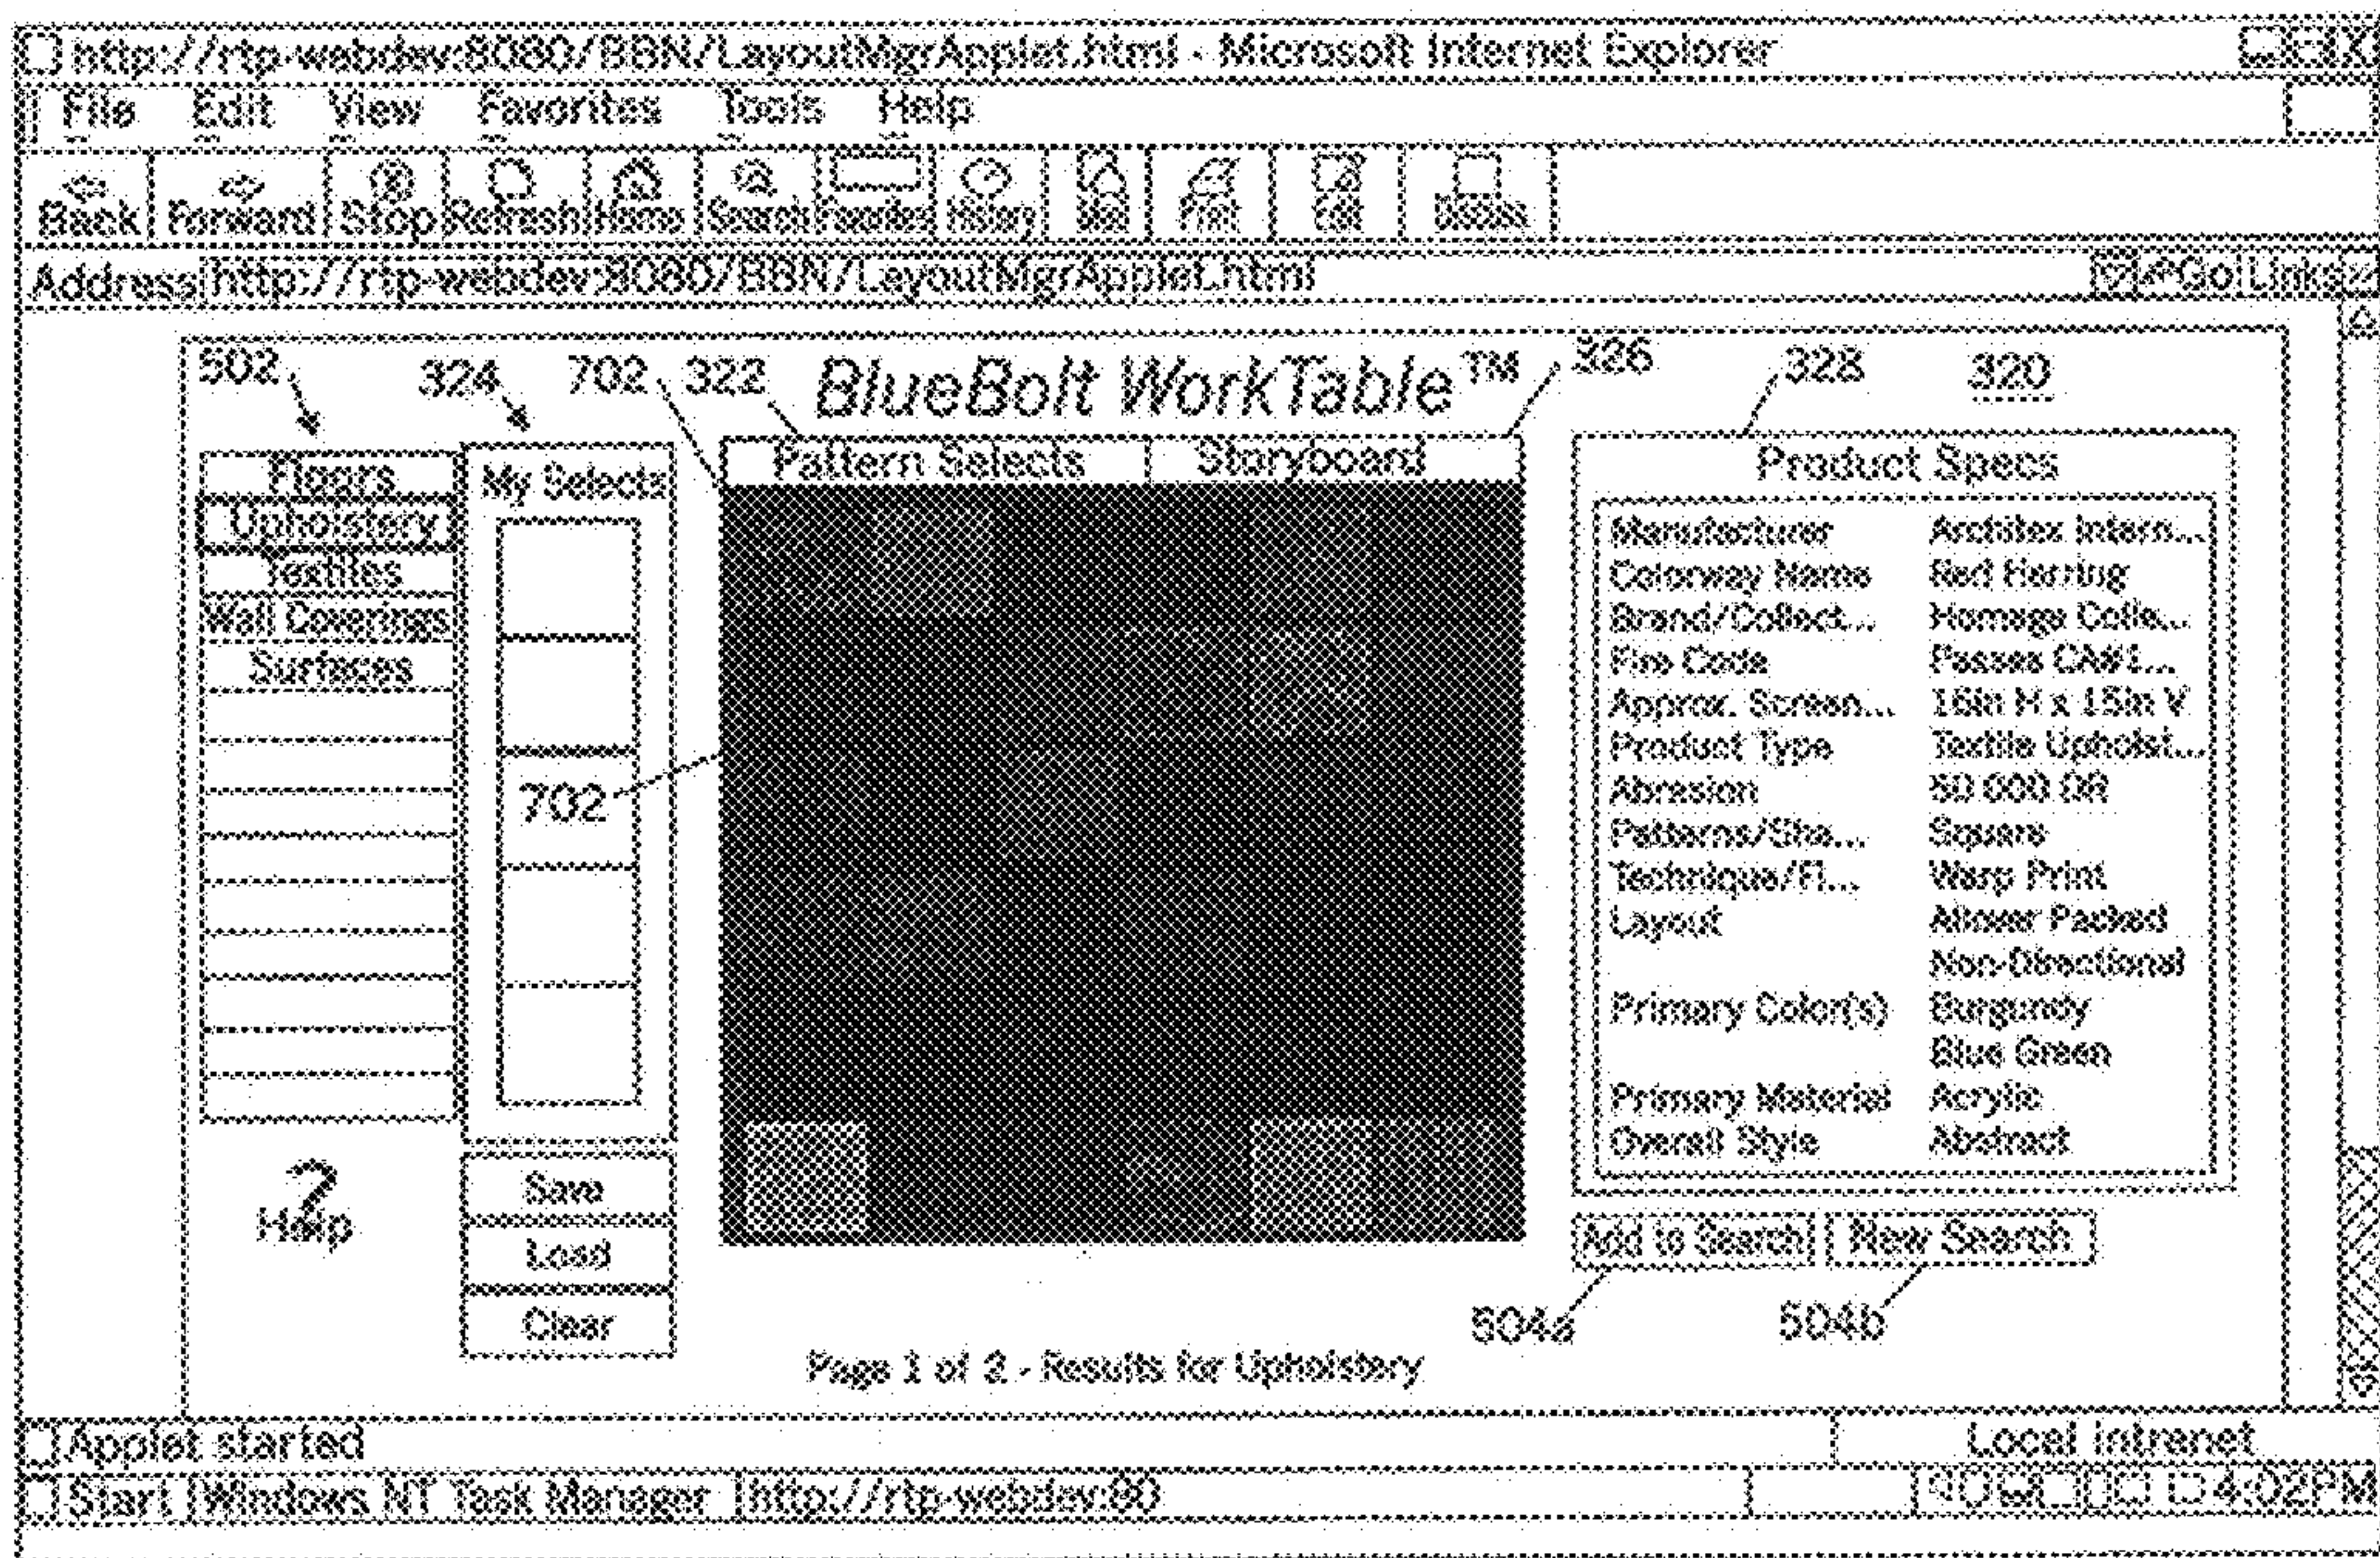 http://rtp-webdev:8080/BBN/LayoutMgrApplet.html - Microsoft Internet Explorer
File Edit View Favorites Tools Help
Back Forward Stop Refresh Home Search Favorites History Mail Print Edit
Address http://rtp-webdev:8080/BBN/LayoutMgrApplet.html Go Links
502 324 702 322 BlueBolt WorkTable™ 326 328 320
Floors
Upholstery
Textiles
Wall Coverings
Surfaces
? Help
My Selects
702
Save
Load
Clear
Pattern Selects Storyboard
Product Specs
Manufacturer Architex Intern...
Colorway Name Red Herring
Brand/Collect... Homage Colle...
Fire Code Passes CA#1...
Approx. Screen... 16in H x 15in V
Product Type Textile Upholst...
Abrasion 50 000 DR
Patterns/Sha... Square
Technique/Fi... Warp Print
Layout Allover Packed
Non-Directional
Primary Color(s) Burgundy
Blue Green
Primary Material Acrylic
Overall Style Abstract
Add to Search New Search
504a 504b
Page 1 of 2 - Results for Upholstery
Applet started Local intranet
Start Windows NT Task Manager http://rtp-webdev:80 4:02PM